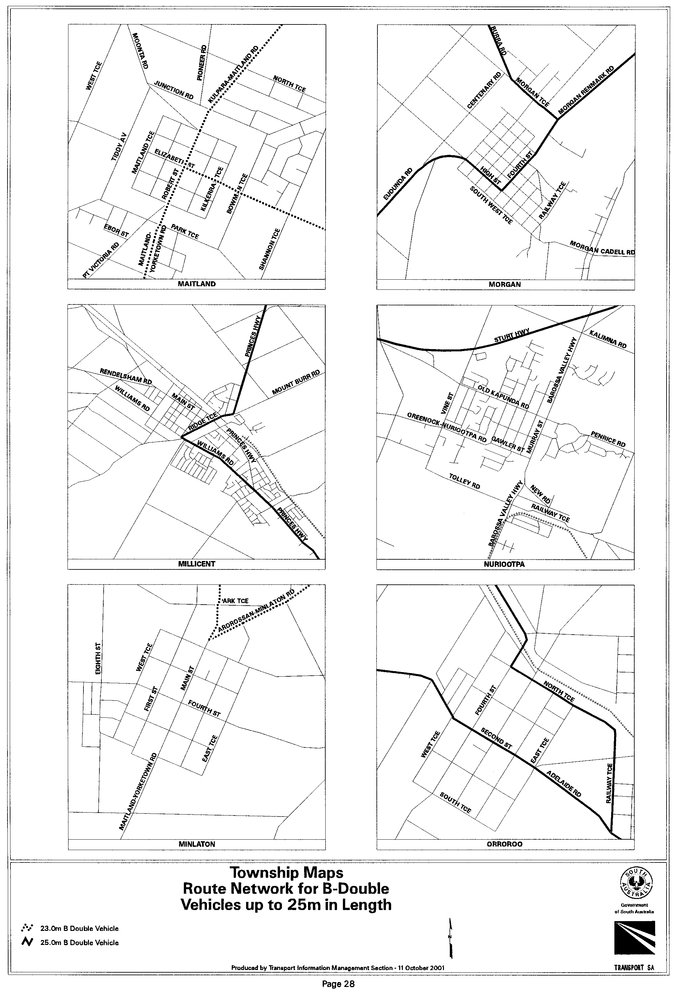 MOONTA RD
PIONEER RD
WEST TCE
KULPARA-MAITLAND RD
NORTH TCE
JUNCTION RD
TIDDY AV
MAITLAND TCE
ELIZABETH ST
ROBERT ST
KILKERRA TCE
BOWMAN TCE
EBOR ST
PARK TCE
PT VICTORIA RD
MAITLAND-
YORKETOWN RD
SHANNON TCE
MAITLAND
BURRA RD
CENTENARY RD
MORGAN TCE
MORGAN RENMARK RD
EUDUNDA RD
HIGH ST
FOURTH ST
SOUTH WEST TCE
RAILWAY TCE
MORGAN CADELL RD
MORGAN
PRINCES HWY
RENDELSHAM RD
MOUNT BURR RD
WILLIAMS RD
MAIN ST
RIDGE TCE
PRINCES HWY
WILLIAMS RD
PRINCES HWY
MILLICENT
STURT HWY
KALIMNA RD
BAROSSA VALLEY HWY
OLD KAPUNDA RD
VINE ST
GREENOCK-NURIOOTPA RD
GAWLER ST
MURRAY ST
PENRICE RD
TOLLEY RD
NEW RD
BAROSSA VALLEY HWY
RAILWAY TCE
NURIOOTPA
ARK TCE
ARDROSSAN-MINLATON RD
EIGHTH ST
WEST TCE
MAIN ST
FIRST ST
FOURTH ST
EAST TCE
MAITLAND-YORKETOWN RD
MINLATON
NORTH TCE
FOURTH ST
SECOND ST
WEST TCE
EAST TCE
ADELAIDE RD
RAILWAY TCE
SOUTH TCE
ORROROO
Township Maps
Route Network for B-Double
Vehicles up to 25m in Length
SOUTH AUSTRALIA
Government
of South Australia
23.0m B Double Vehicle
25.0m B Double Vehicle
N
Produced by Transport Information Management Section - 11 October 2001
TRANSPORT SA
Page 28